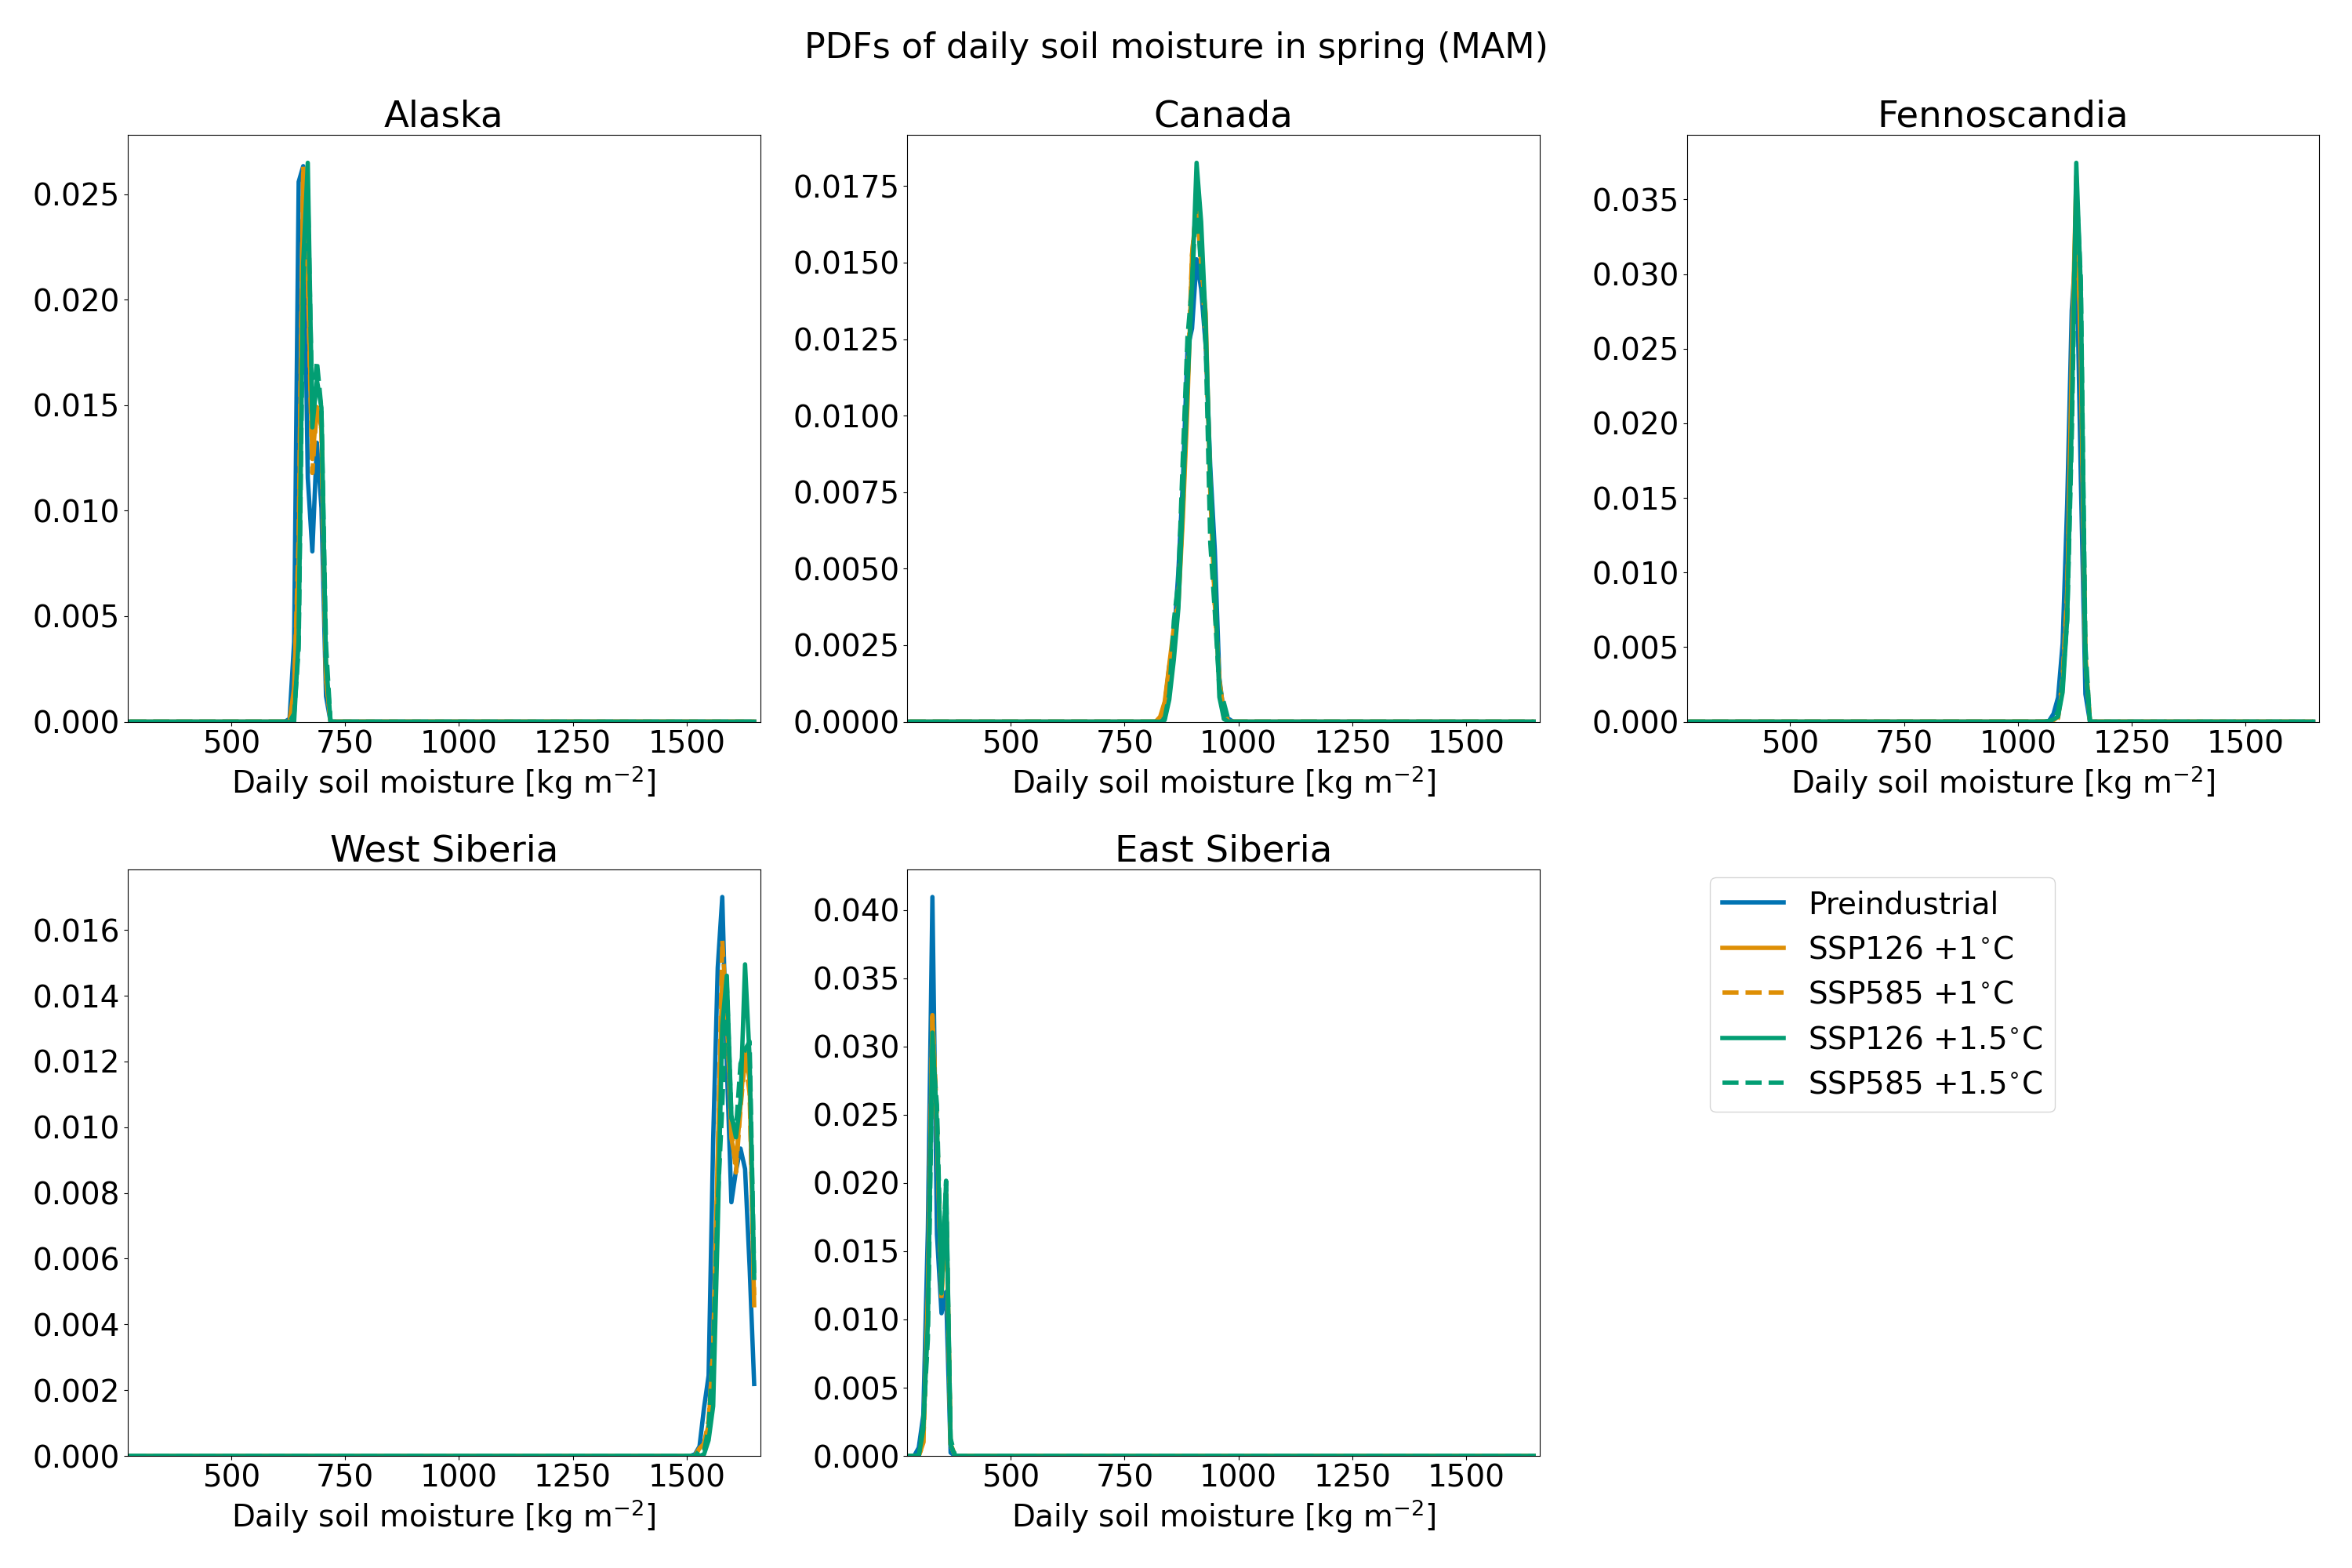 PDFs of daily soil moisture in spring (MAM)
Alaska
0.025
0.020
0.015
0.010
0.005
0.000
500 750 1000 1250 1500
Daily soil moisture [kg m⁻²]
Canada
0.0175
0.0150
0.0125
0.0100
0.0075
0.0050
0.0025
0.0000
500 750 1000 1250 1500
Daily soil moisture [kg m⁻²]
Fennoscandia
0.035
0.030
0.025
0.020
0.015
0.010
0.005
0.000
500 750 1000 1250 1500
Daily soil moisture [kg m⁻²]
West Siberia
0.016
0.014
0.012
0.010
0.008
0.006
0.004
0.002
0.000
500 750 1000 1250 1500
Daily soil moisture [kg m⁻²]
East Siberia
0.040
0.035
0.030
0.025
0.020
0.015
0.010
0.005
0.000
500 750 1000 1250 1500
Daily soil moisture [kg m⁻²]
Preindustrial
SSP126 +1°C
SSP585 +1°C
SSP126 +1.5°C
SSP585 +1.5°C